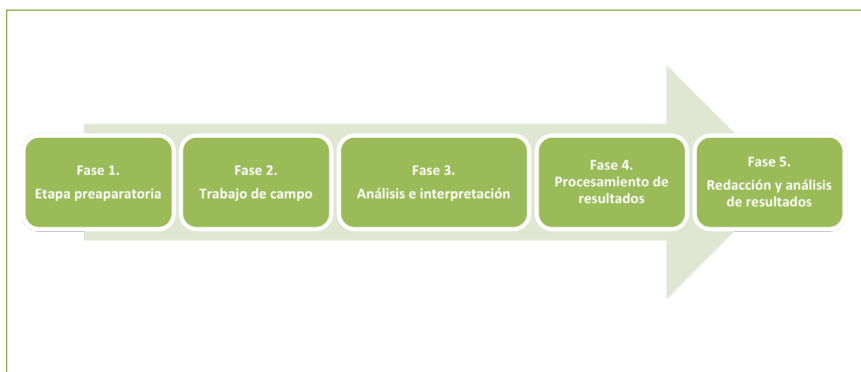 Fase 1.
Etapa preaparatoria
Fase 2.
Trabajo de campo
Fase 3.
Análisis e interpretación
Fase 4.
Procesamiento de
resultados
Fase 5.
Redacción y análisis
de resultados